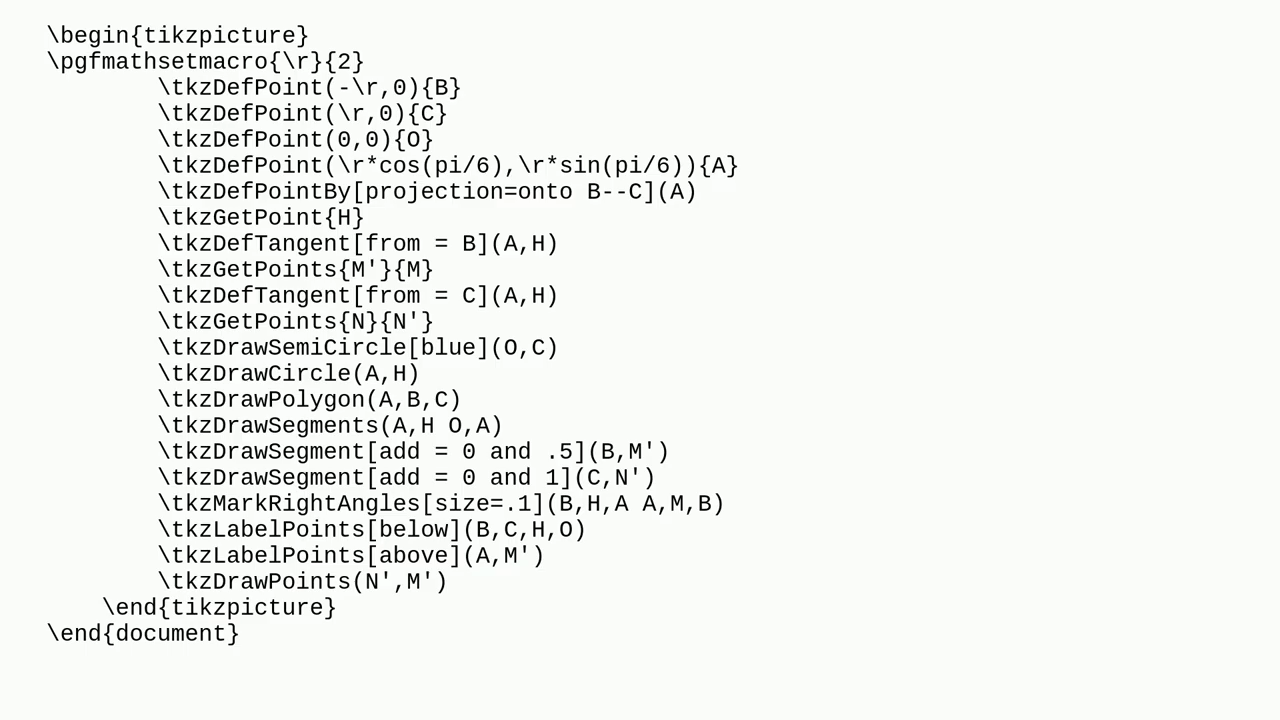 \begin{tikzpicture}
\pgfmathsetmacro{\r}{2}
        \tkzDefPoint(-\r,0){B}
        \tkzDefPoint(\r,0){C}
        \tkzDefPoint(0,0){O}
        \tkzDefPoint(\r*cos(pi/6),\r*sin(pi/6)){A}
        \tkzDefPointBy[projection=onto B--C](A)
        \tkzGetPoint{H}
        \tkzDefTangent[from = B](A,H)
        \tkzGetPoints{M'}{M}
        \tkzDefTangent[from = C](A,H)
        \tkzGetPoints{N}{N'}
        \tkzDrawSemiCircle[blue](O,C)
        \tkzDrawCircle(A,H)
        \tkzDrawPolygon(A,B,C)
        \tkzDrawSegments(A,H O,A)
        \tkzDrawSegment[add = 0 and .5](B,M')
        \tkzDrawSegment[add = 0 and 1](C,N')
        \tkzMarkRightAngles[size=.1](B,H,A A,M,B)
        \tkzLabelPoints[below](B,C,H,O)
        \tkzLabelPoints[above](A,M')
        \tkzDrawPoints(N',M')
    \end{tikzpicture}
\end{document}